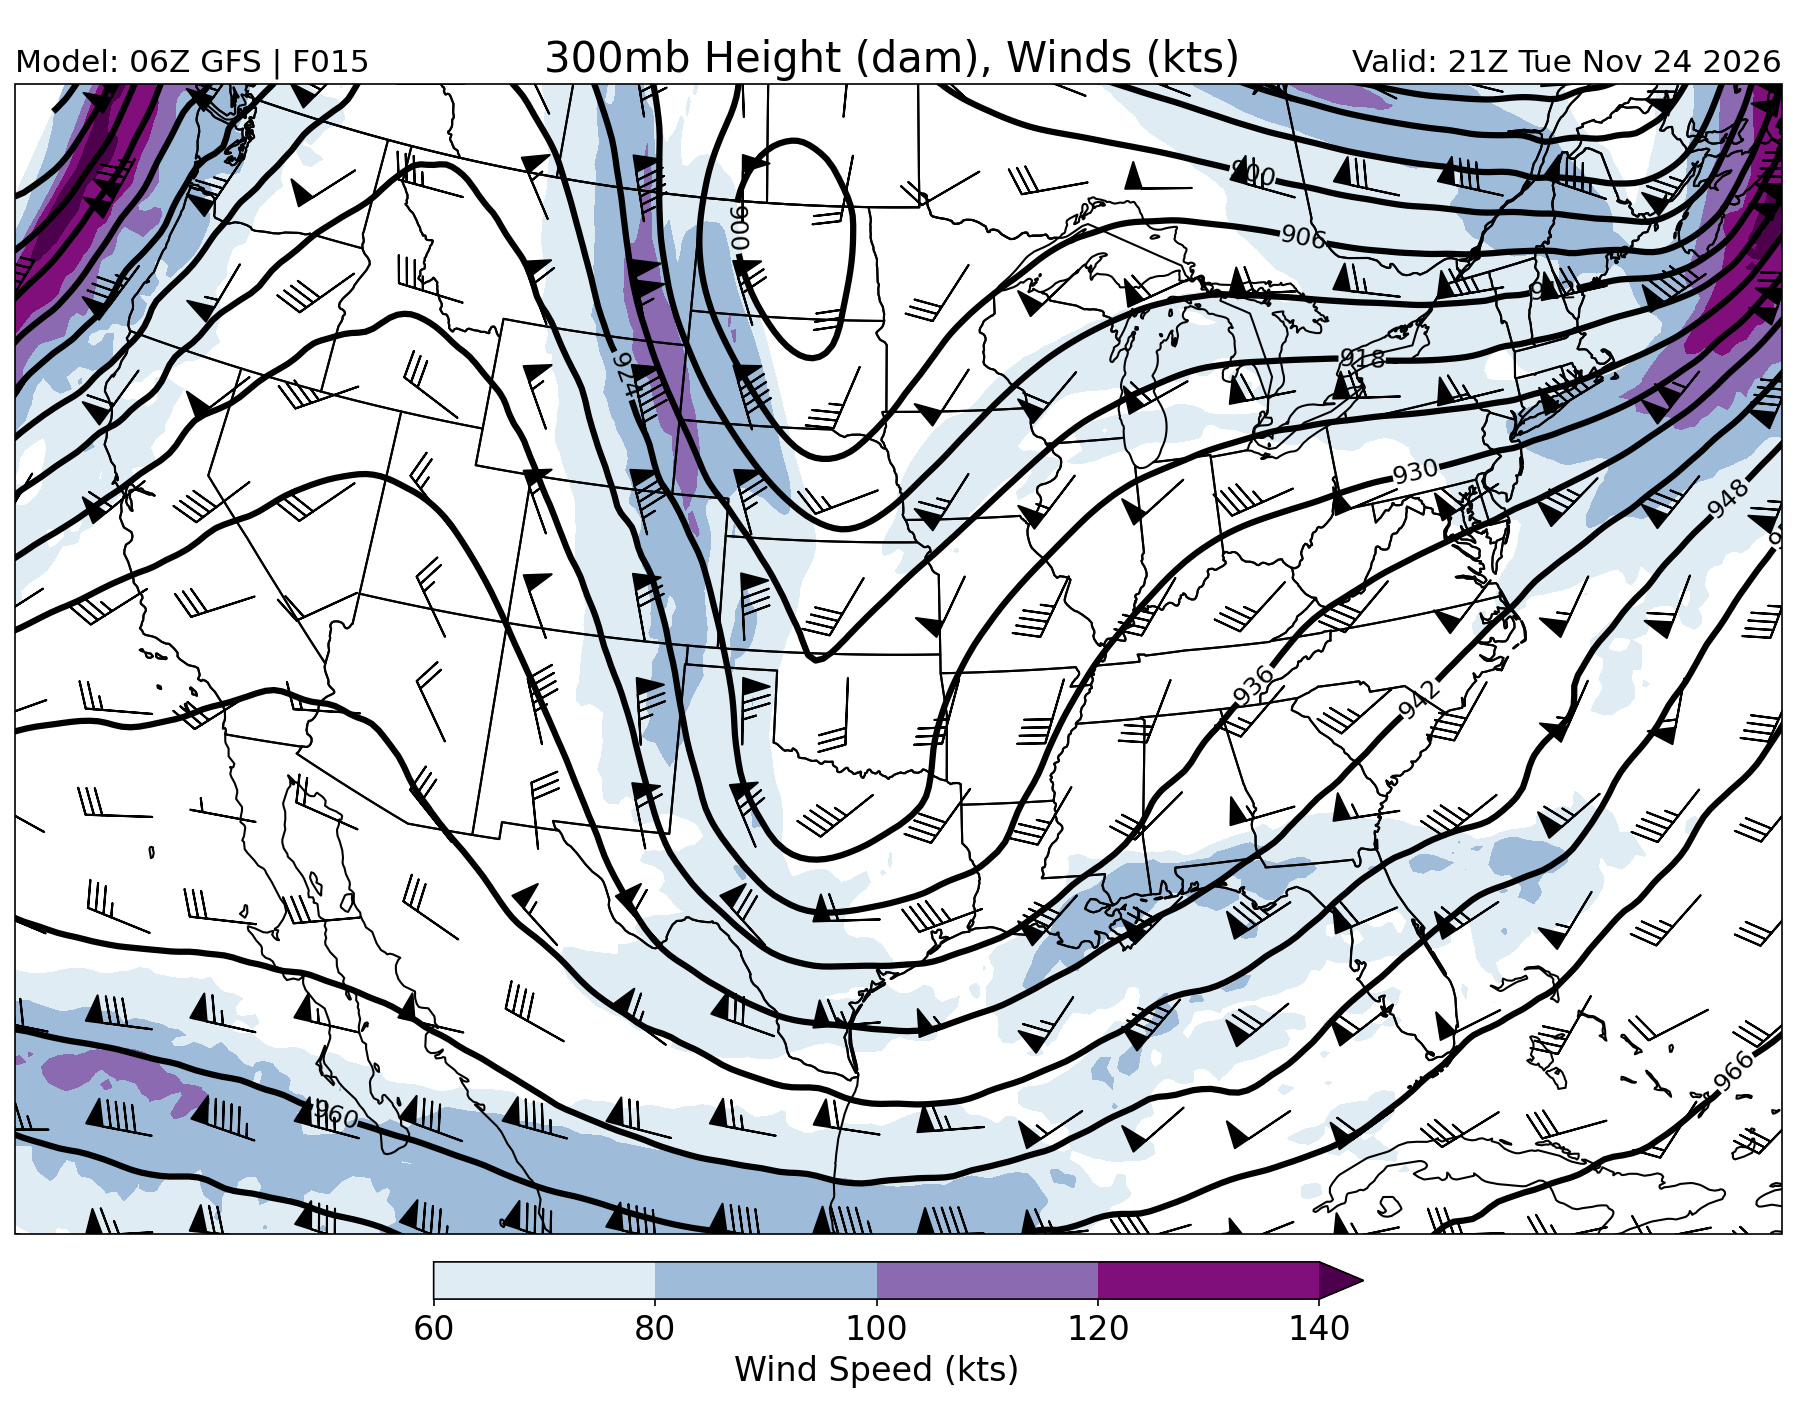 Model: 06Z GFS | F015
300mb Height (dam), Winds (kts)
Valid: 21Z Tue Nov 24 2026
900
900
906
918
924
930
948
936
942
960
966
60 80 100 120 140
Wind Speed (kts)